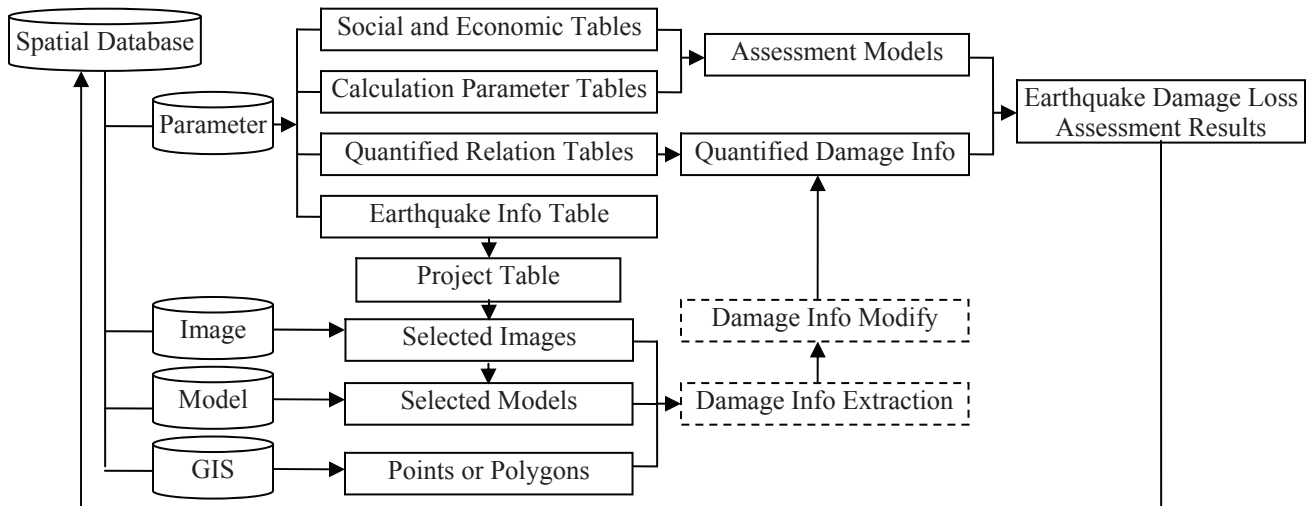 Spatial Database
Social and Economic Tables
Assessment Models
Calculation Parameter Tables
Earthquake Damage Loss
Assessment Results
Parameter
Quantified Relation Tables
Quantified Damage Info
Earthquake Info Table
Project Table
Image
Selected Images
Damage Info Modify
Model
Selected Models
Damage Info Extraction
GIS
Points or Polygons